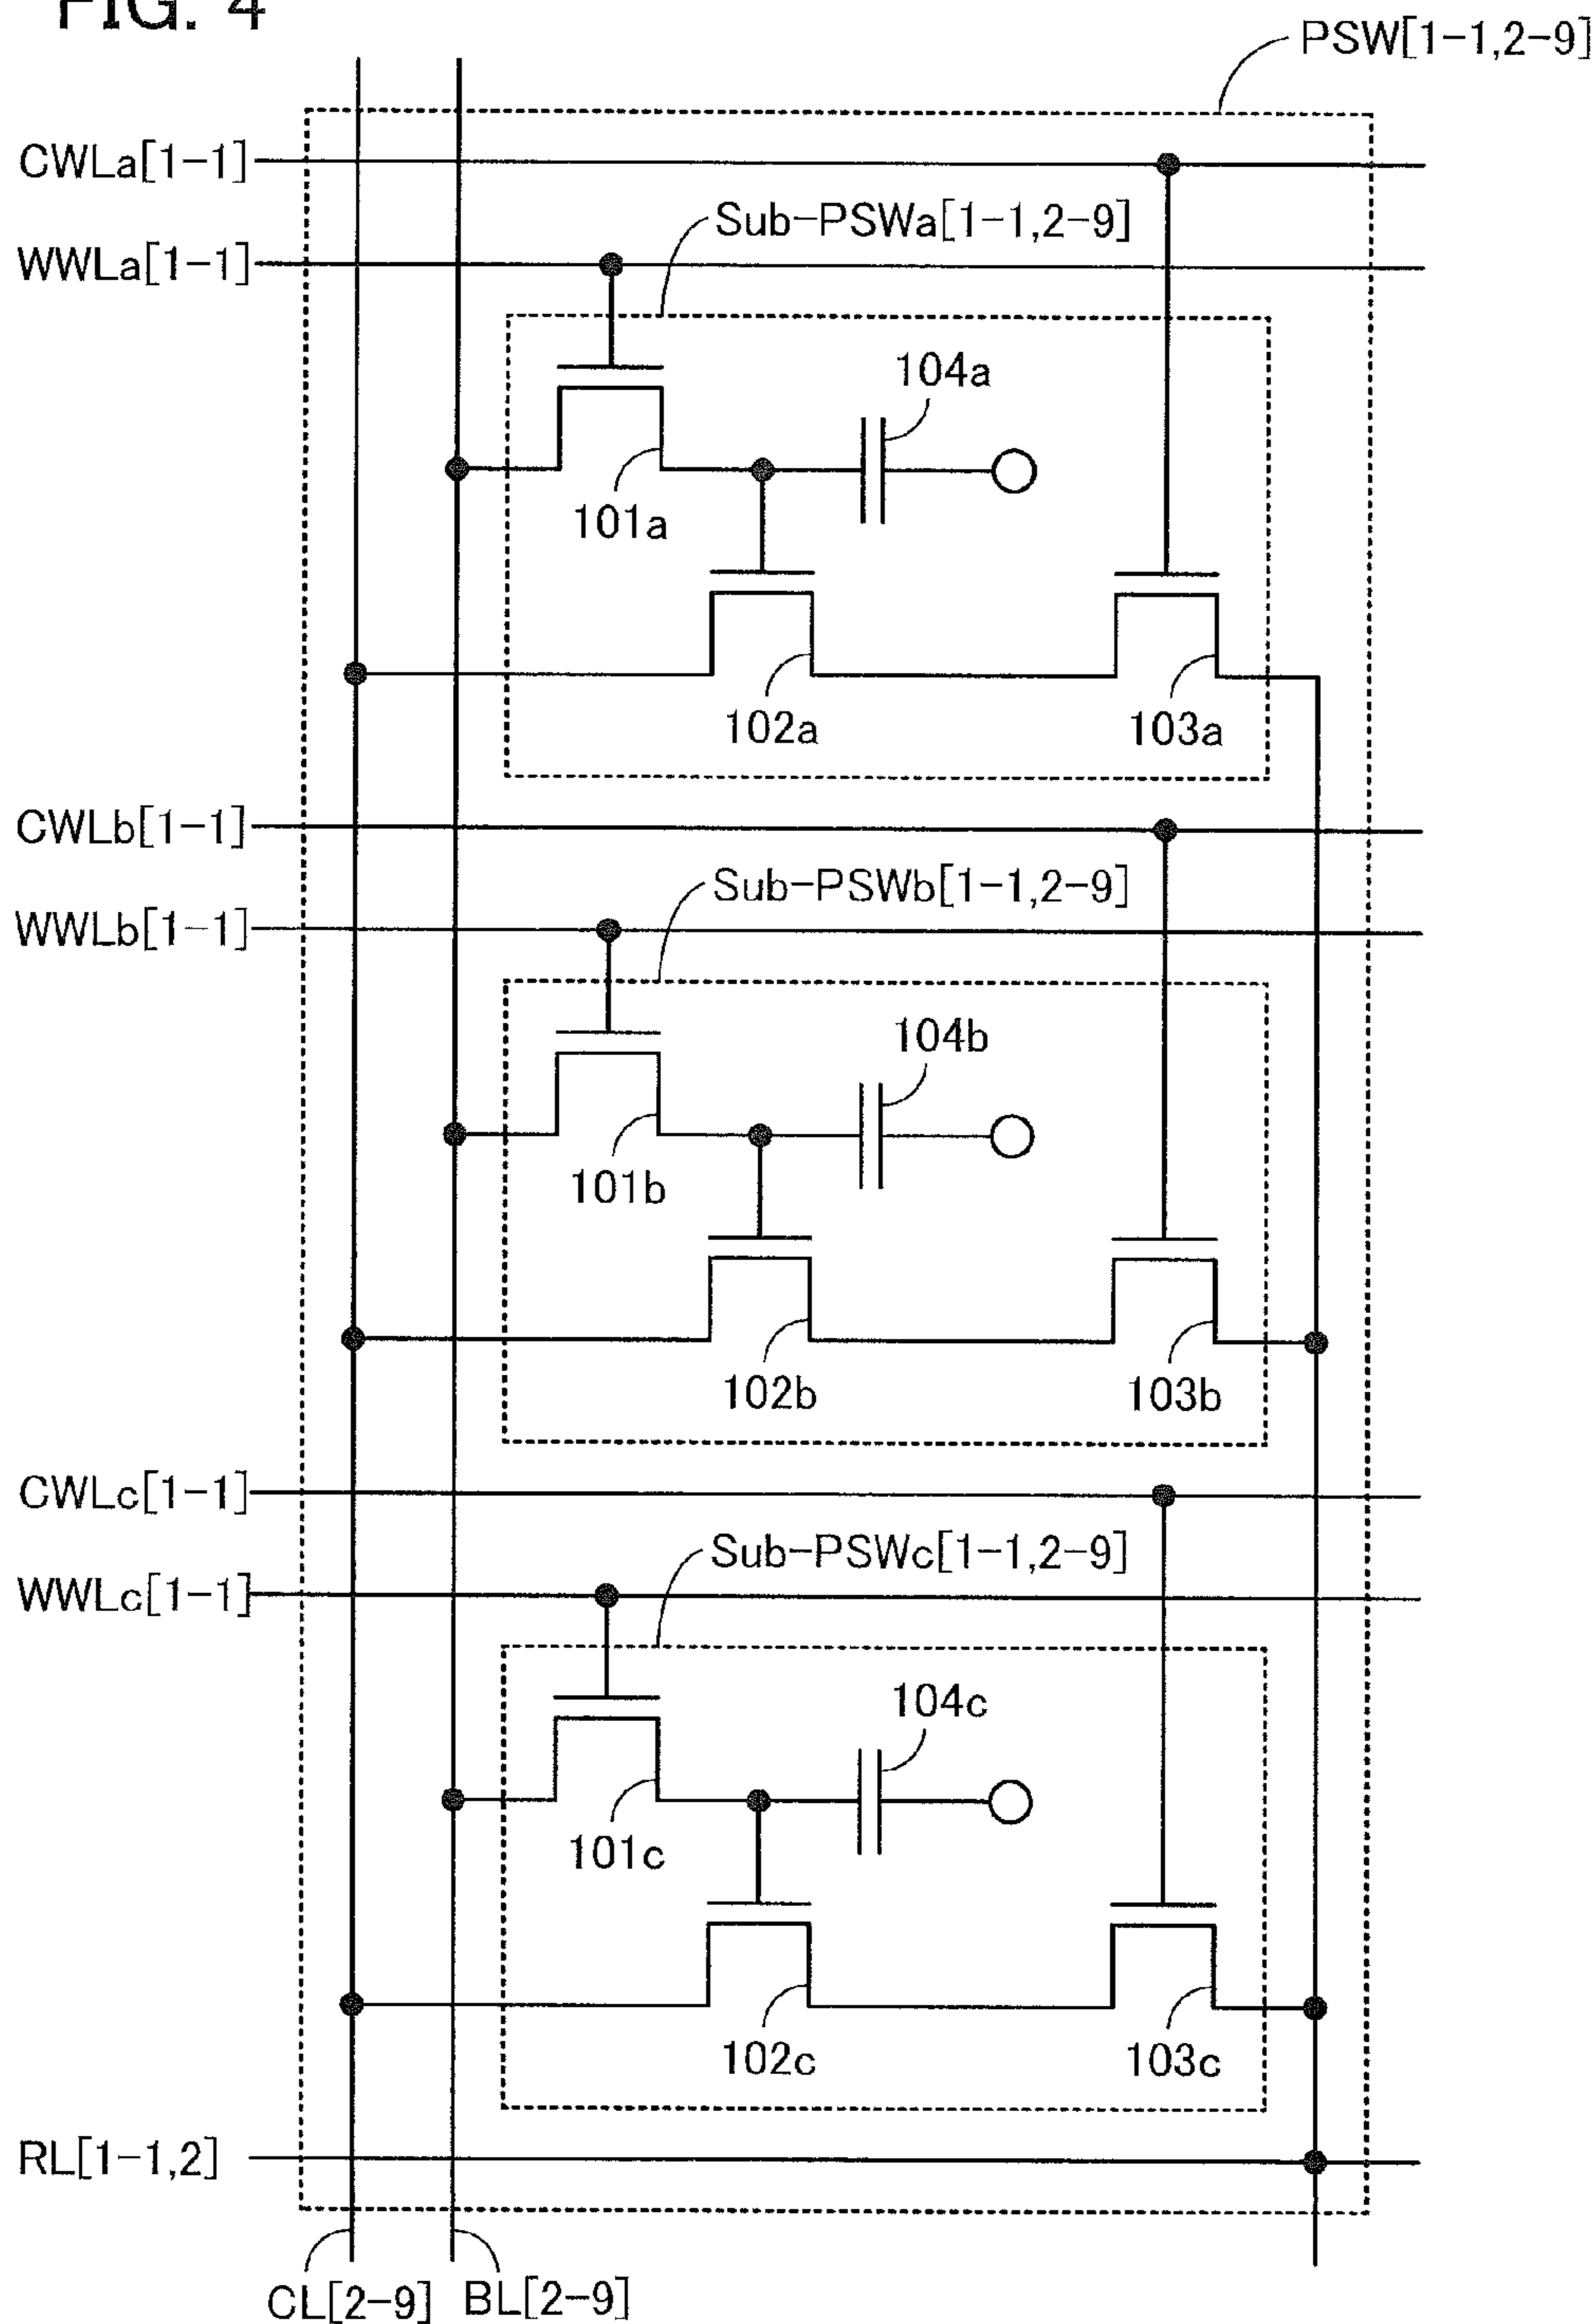 FIG. 4
PSW[1-1,2-9]
CWLa[1-1]
Sub-PSWa[1-1,2-9]
WWLa[1-1]
104a
101a
102a
103a
CWLb[1-1]
Sub-PSWb[1-1,2-9]
WWLb[1-1]
104b
101b
102b
103b
CWLc[1-1]
Sub-PSWc[1-1,2-9]
WWLc[1-1]
104c
101c
102c
103c
RL[1-1,2]
CL[2-9]
BL[2-9]